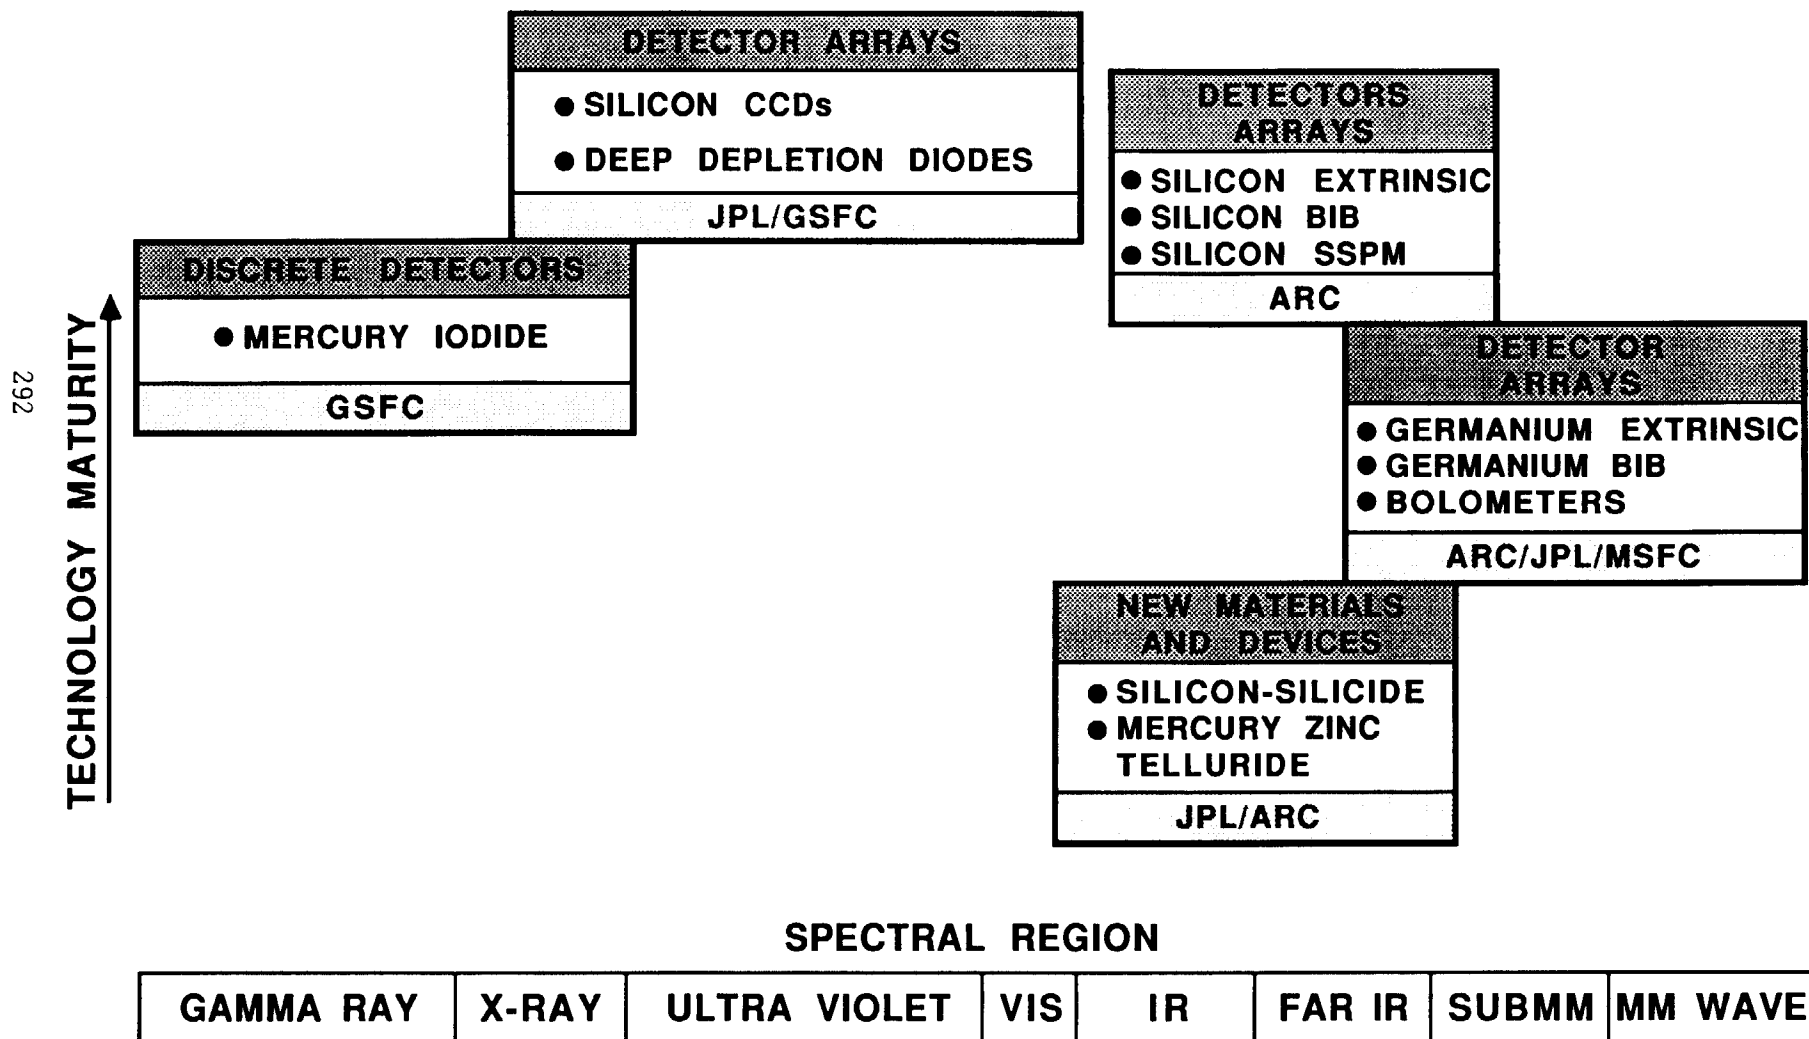 DETECTOR ARRAYS
● SILICON CCDs
● DEEP DEPLETION DIODES
JPL/GSFC
DETECTORS
ARRAYS
● SILICON EXTRINSIC
● SILICON BIB
● SILICON SSPM
ARC
DISCRETE DETECTORS
● MERCURY IODIDE
GSFC
DETECTOR
ARRAYS
● GERMANIUM EXTRINSIC
● GERMANIUM BIB
● BOLOMETERS
ARC/JPL/MSFC
NEW MATERIALS
AND DEVICES
● SILICON-SILICIDE
● MERCURY ZINC
TELLURIDE
JPL/ARC
TECHNOLOGY MATURITY
292
SPECTRAL REGION
GAMMA RAY X-RAY ULTRA VIOLET VIS IR FAR IR SUBMM MM WAVE